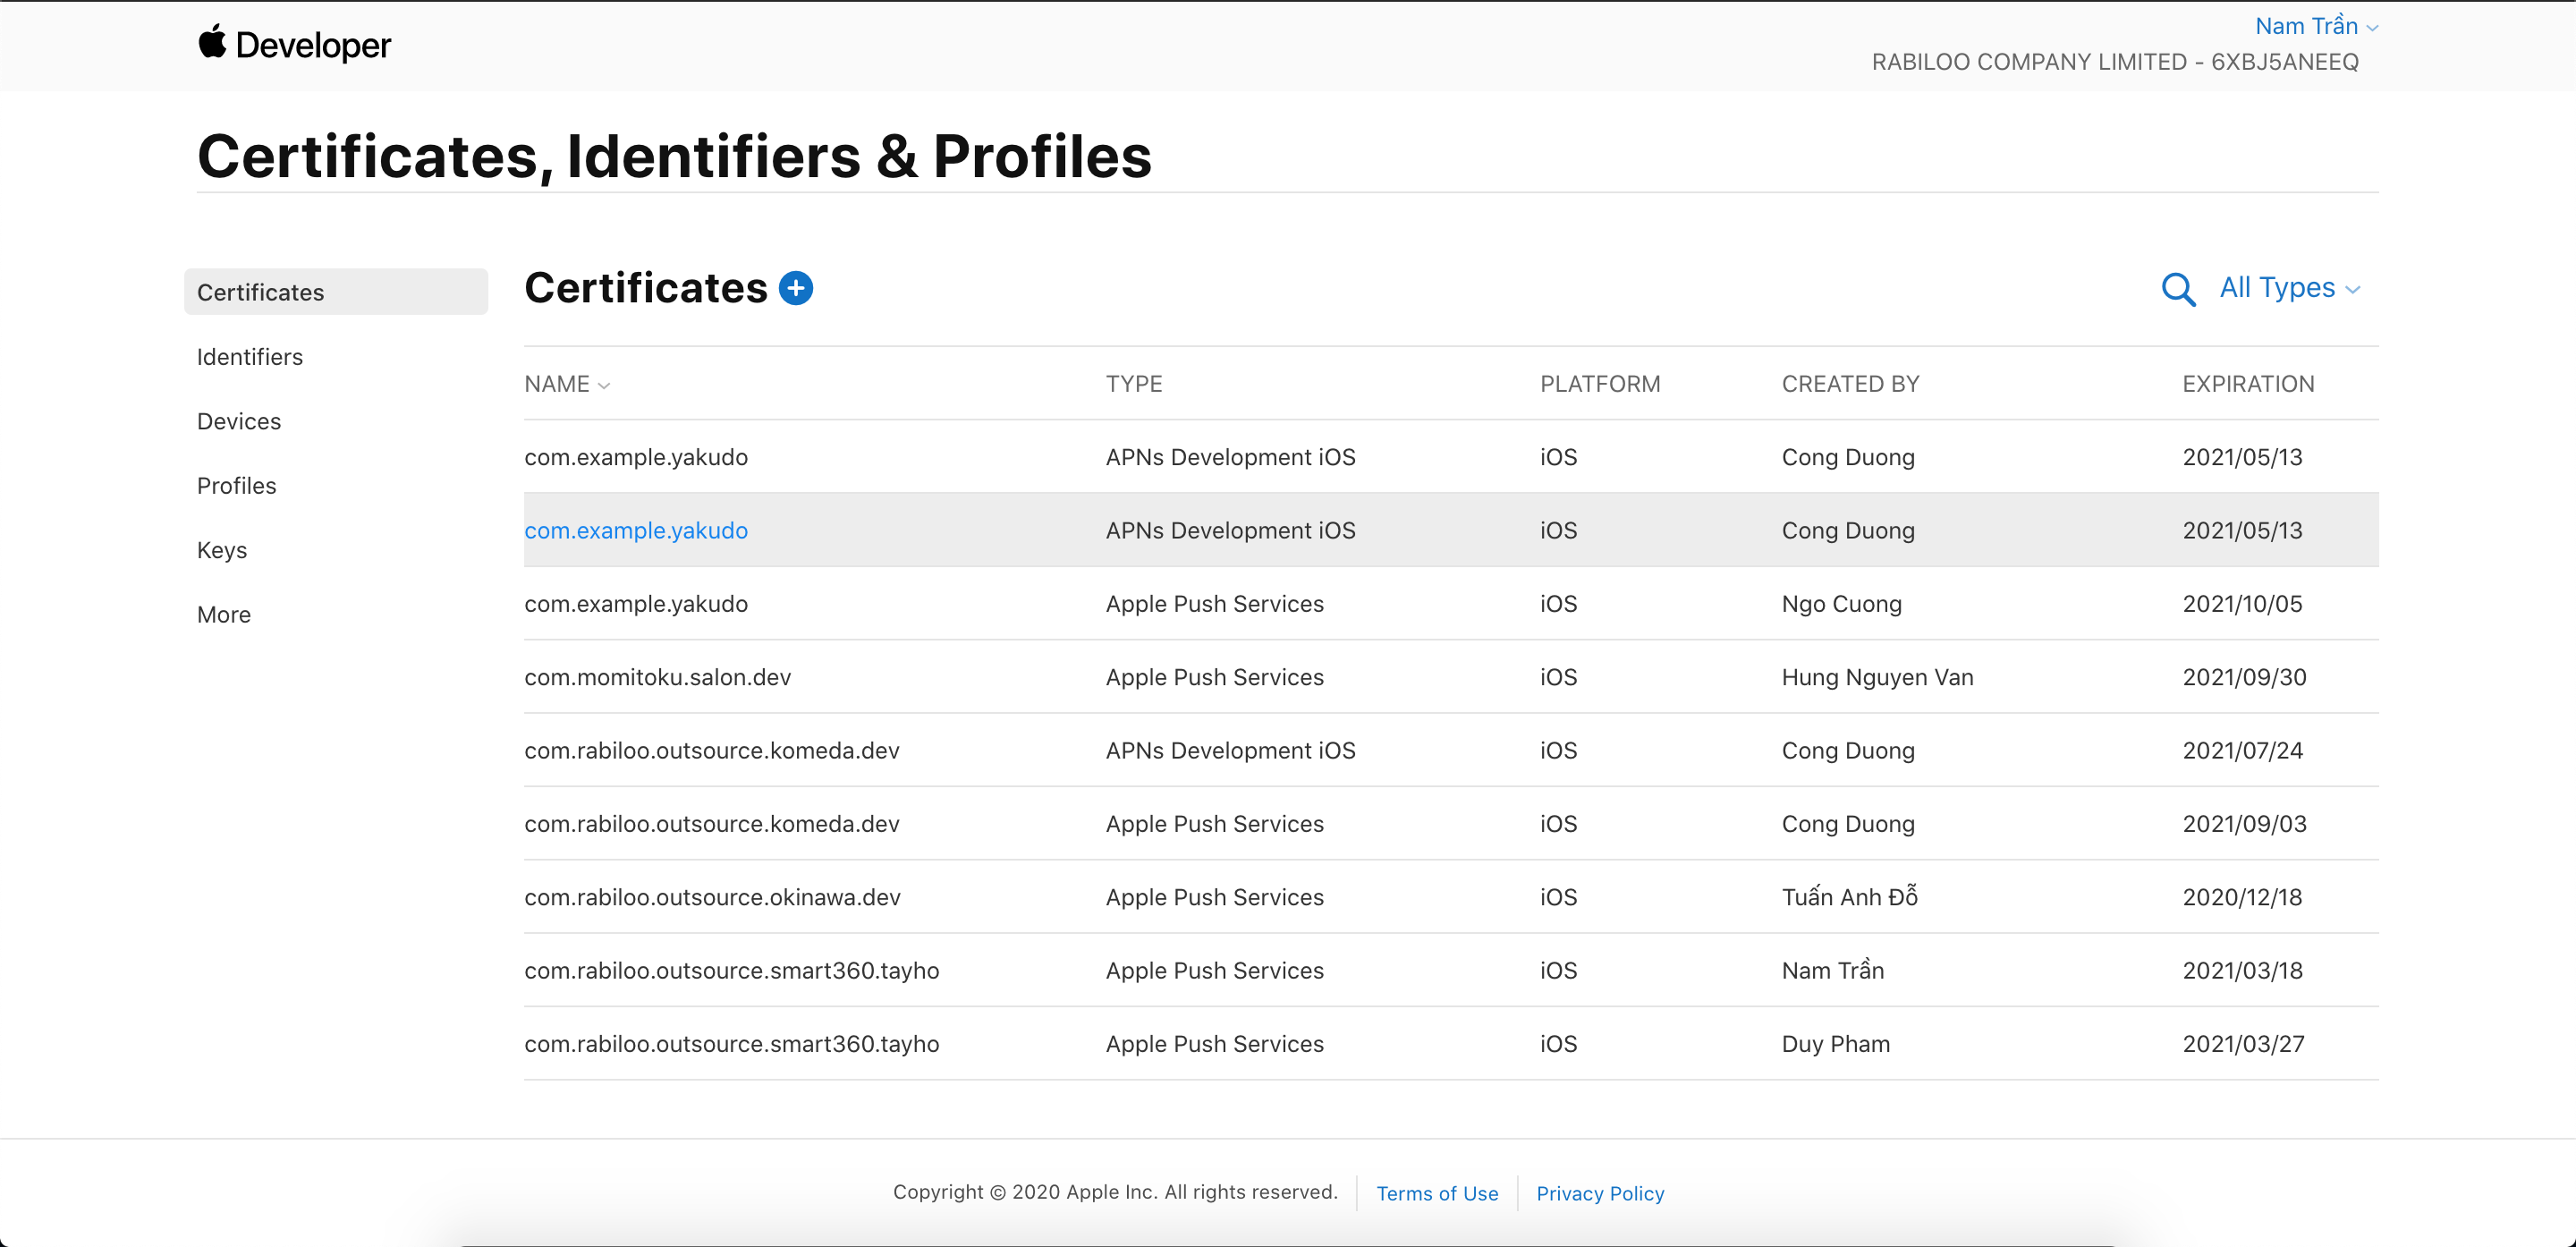 Developer
Nam Trần
RABILOO COMPANY LIMITED - 6XBJ5ANEEQ
Certificates, Identifiers & Profiles
Certificates
Identifiers
Devices
Profiles
Keys
More
Certificates
All Types
NAME TYPE PLATFORM CREATED BY EXPIRATION
com.example.yakudo APNs Development iOS iOS Cong Duong 2021/05/13
com.example.yakudo APNs Development iOS iOS Cong Duong 2021/05/13
com.example.yakudo Apple Push Services iOS Ngo Cuong 2021/10/05
com.momitoku.salon.dev Apple Push Services iOS Hung Nguyen Van 2021/09/30
com.rabiloo.outsource.komeda.dev APNs Development iOS iOS Cong Duong 2021/07/24
com.rabiloo.outsource.komeda.dev Apple Push Services iOS Cong Duong 2021/09/03
com.rabiloo.outsource.okinawa.dev Apple Push Services iOS Tuấn Anh Đỗ 2020/12/18
com.rabiloo.outsource.smart360.tayho Apple Push Services iOS Nam Trần 2021/03/18
com.rabiloo.outsource.smart360.tayho Apple Push Services iOS Duy Pham 2021/03/27
Copyright © 2020 Apple Inc. All rights reserved. Terms of Use Privacy Policy